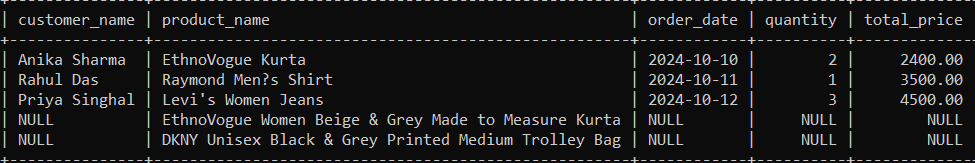 | customer_name | product_name | order_date | quantity | total_price
| Anika Sharma | EthnoVogue Kurta | 2024-10-10 | 2 | 2400.00
| Rahul Das | Raymond Men?s Shirt | 2024-10-11 | 1 | 3500.00
| Priya Singhal | Levi's Women Jeans | 2024-10-12 | 3 | 4500.00
| NULL | EthnoVogue Women Beige & Grey Made to Measure Kurta | NULL | NULL | NULL
| NULL | DKNY Unisex Black & Grey Printed Medium Trolley Bag | NULL | NULL | NULL